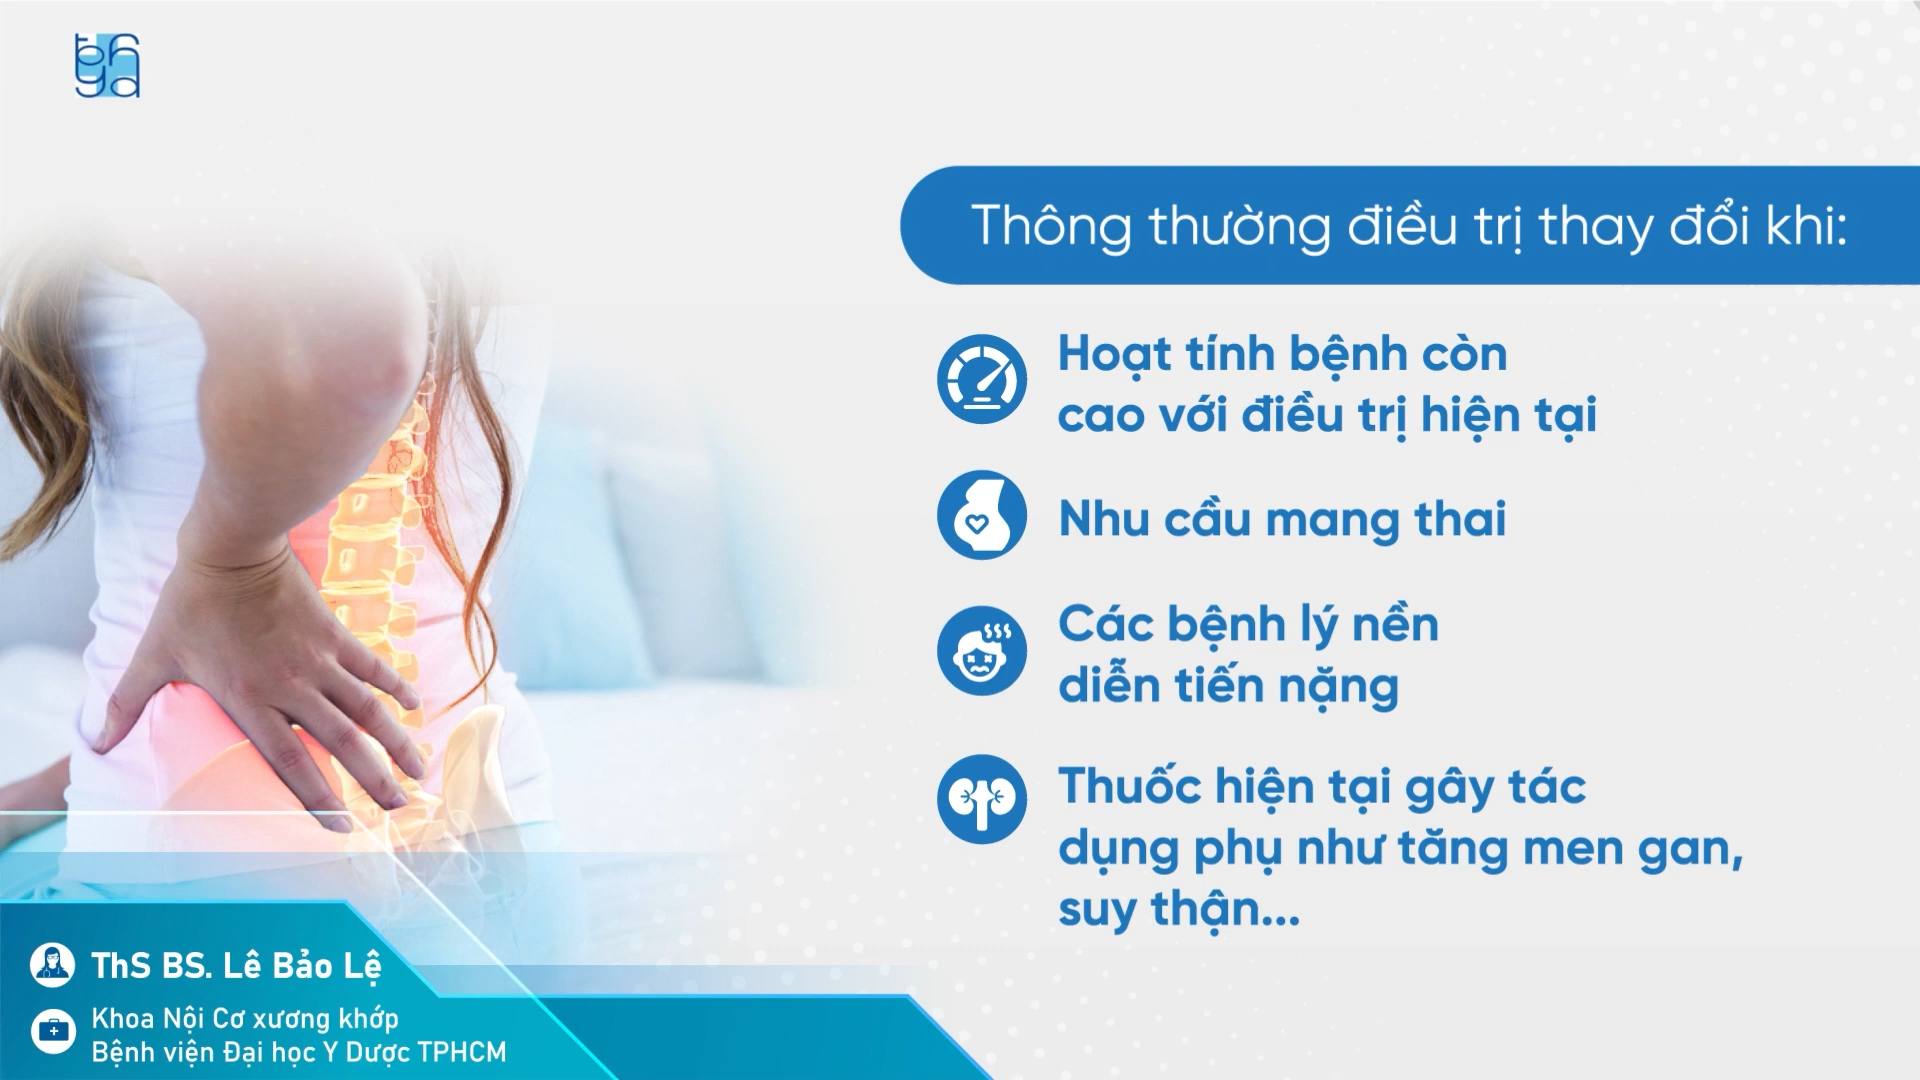 bh
yd
Thông thường điều trị thay đổi khi:
Hoạt tính bệnh còn
cao với điều trị hiện tại
Nhu cầu mang thai
Các bệnh lý nền
diễn tiến nặng
Thuốc hiện tại gây tác
dụng phụ như tăng men gan,
suy thận...
ThS BS. Lê Bảo Lệ
Khoa Nội Cơ xương khớp
Bệnh viện Đại học Y Dược TPHCM